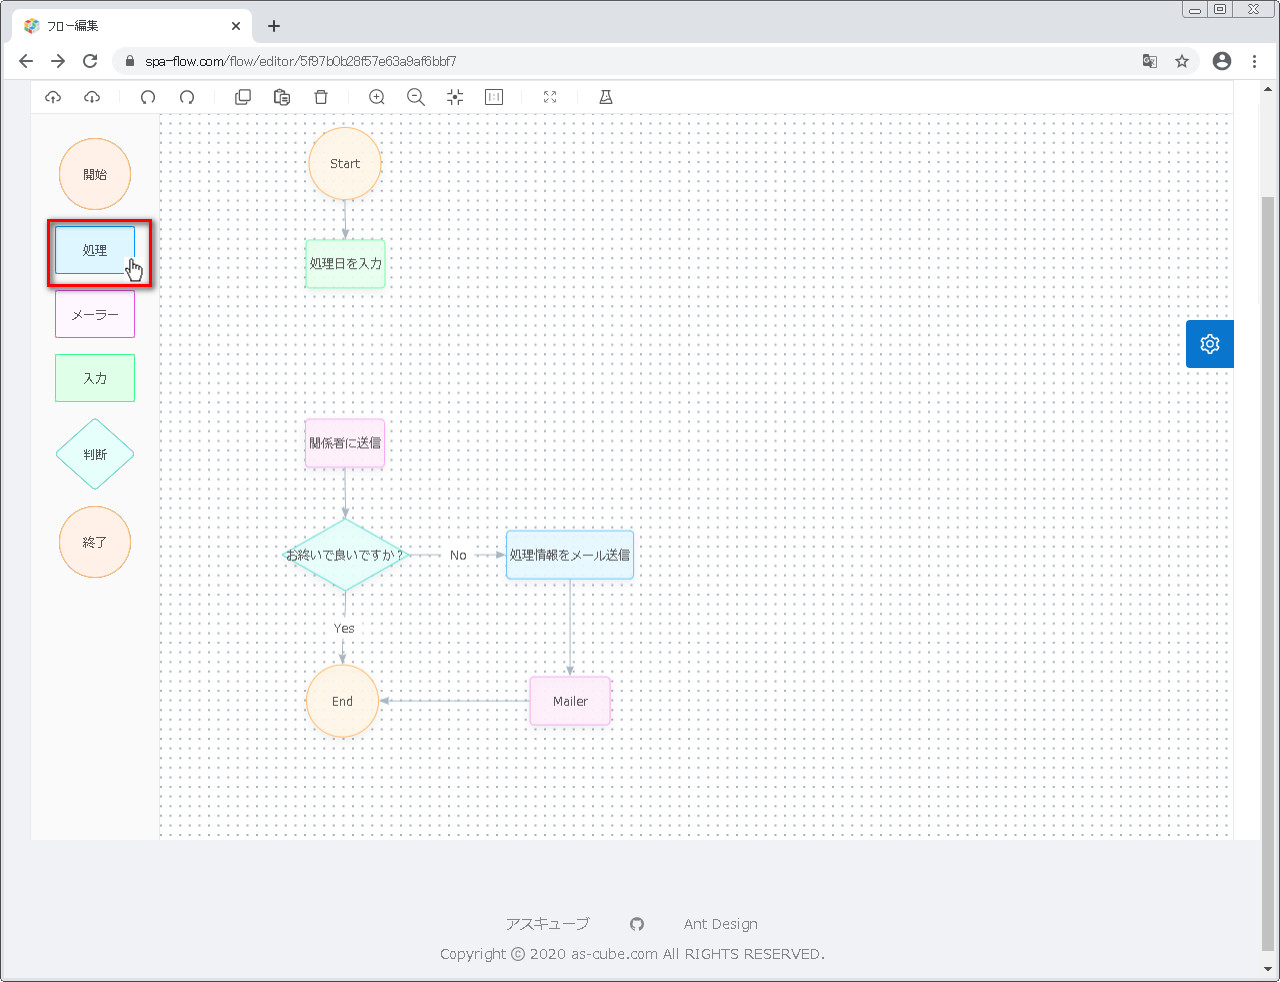 フロー編集
spa-flow.com/flow/editor/5f97b0b28f57e63a9af6bbf7
開始
処理
メーラー
入力
判断
終了
Start
処理日を入力
関係者に送信
お終いで良いですか？
No
処理情報をメール送信
Yes
End
Mailer
アスキューブ
Ant Design
Copyright © 2020 as-cube.com All RIGHTS RESERVED.